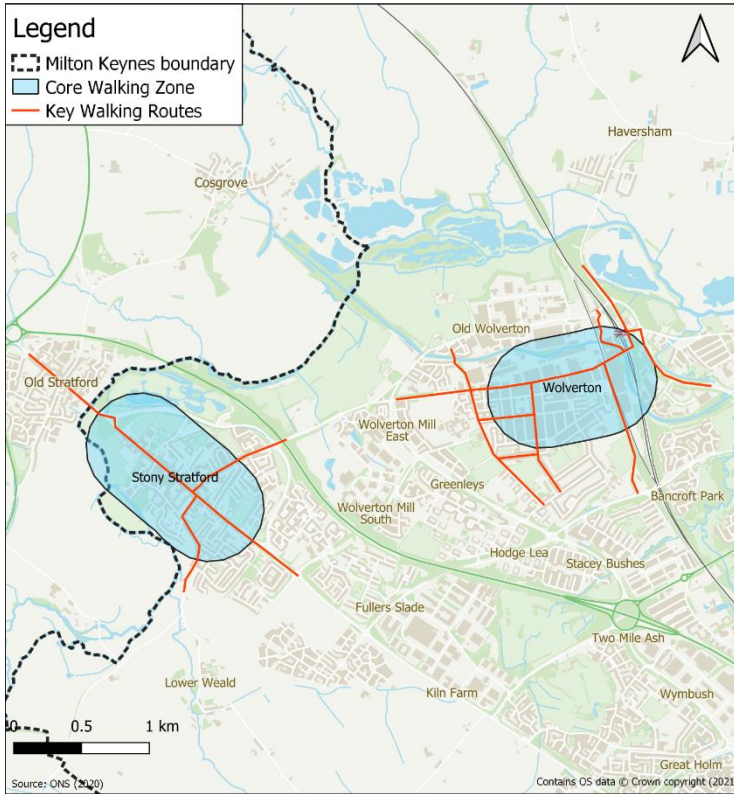 Legend
Milton Keynes boundary
Core Walking Zone
Key Walking Routes
Haversham
Cosgrove
Old Wolverton
Old Stratford
Wolverton
Wolverton Mill
East
Stony Stratford
Greenleys
Bancroft Park
Wolverton Mill
South
Hodge Lea
Stacey Bushes
Fullers Slade
Two Mile Ash
Lower Weald
Kiln Farm
Wymbush
0 0.5 1 km
Great Holm
Source: ONS (2020)
Contains OS data © Crown copyright (2021